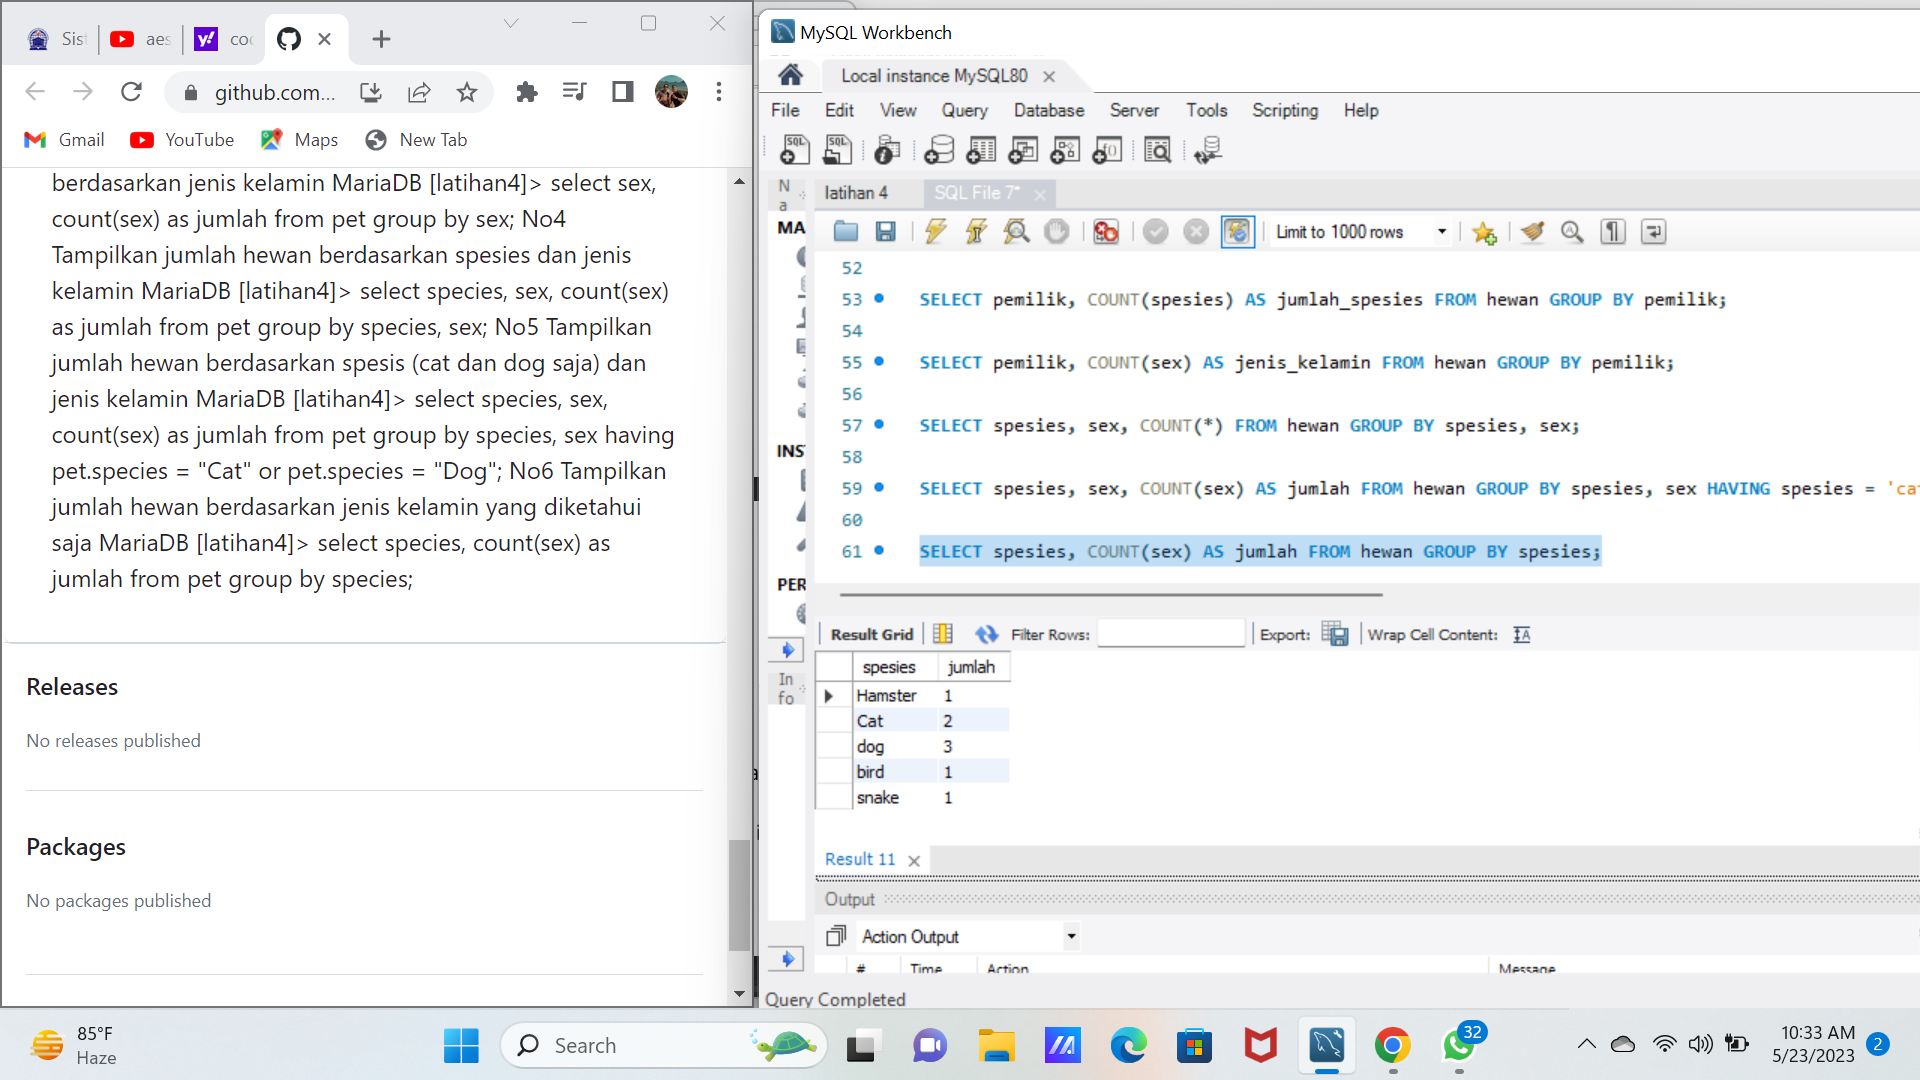 Sis
aes
coc
github.com...
Gmail
YouTube
Maps
New Tab
berdasarkan jenis kelamin MariaDB [latihan4]> select sex,
count(sex) as jumlah from pet group by sex; No4
Tampilkan jumlah hewan berdasarkan spesies dan jenis
kelamin MariaDB [latihan4]> select species, sex, count(sex)
as jumlah from pet group by species, sex; No5 Tampilkan
jumlah hewan berdasarkan spesis (cat dan dog saja) dan
jenis kelamin MariaDB [latihan4]> select species, sex,
count(sex) as jumlah from pet group by species, sex having
pet.species = "Cat" or pet.species = "Dog"; No6 Tampilkan
jumlah hewan berdasarkan jenis kelamin yang diketahui
saja MariaDB [latihan4]> select species, count(sex) as
jumlah from pet group by species;
Releases
No releases published
Packages
No packages published
MySQL Workbench
Local instance MySQL80
File Edit View Query Database Server Tools Scripting Help
Na
MA
INS
PER
In
fo
latihan 4
SQL File 7*
Limit to 1000 rows
52
53 SELECT pemilik, COUNT(spesies) AS jumlah_spesies FROM hewan GROUP BY pemilik;
54
55 SELECT pemilik, COUNT(sex) AS jenis_kelamin FROM hewan GROUP BY pemilik;
56
57 SELECT spesies, sex, COUNT(*) FROM hewan GROUP BY spesies, sex;
58
59 SELECT spesies, sex, COUNT(sex) AS jumlah FROM hewan GROUP BY spesies, sex HAVING spesies = 'cat
60
61 SELECT spesies, COUNT(sex) AS jumlah FROM hewan GROUP BY spesies;
Result Grid
Filter Rows:
Export:
Wrap Cell Content:
spesies jumlah
Hamster 1
Cat 2
dog 3
bird 1
snake 1
Result 11
Output
Action Output
# Time Action Message
Query Completed
85°F
Haze
Search
32
10:33 AM
5/23/2023
2